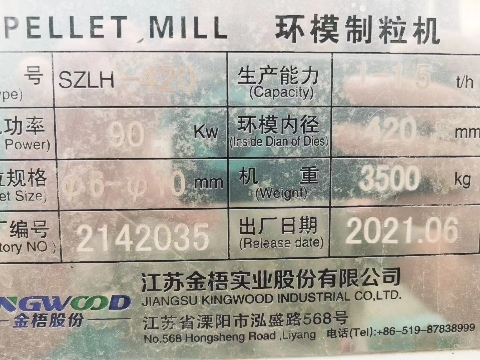 PELLET MILL 环模制粒机
号 SZLH-420 生产能力 t/h
ype) (Capacity)
功率 90 Kw 环模内径 420 mm
Power) (Inside Dian of Dies)
规格 mm 机 重 3500 kg
et Size) (Weignt)
编号 2142035 出厂日期 2021.06
tory NO (Release date)
NGWOOD 江苏金梧实业股份有限公司
JIANGSU KINGWOOD INDUSTRIAL CO.,LTD.
金梧股份 江苏省溧阳市泓盛路568号
No.568 Hongsheng Road ,Liyang 电话(Tel):+86-519-87838999